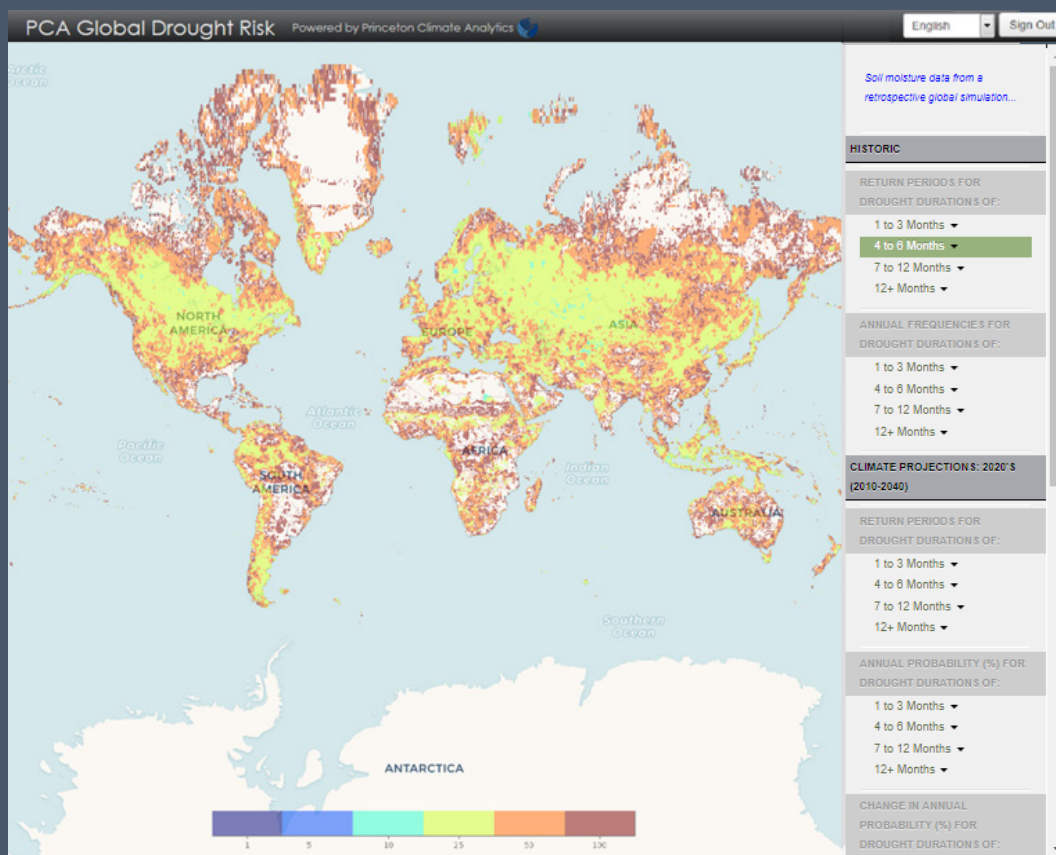 PCA Global Drought Risk Powered by Princeton Climate Analytics
English
Sign Out
Arctic
Ocean
NORTH
AMERICA
EUROPE
ASIA
Atlantic
Ocean
Pacific
Ocean
AFRICA
Indian
Ocean
SOUTH
AMERICA
AUSTRALIA
Southern
Ocean
ANTARCTICA
1 5 10 25 50 100
Soil moisture data from a
retrospective global simulation...
HISTORIC
RETURN PERIODS FOR
DROUGHT DURATIONS OF:
1 to 3 Months
4 to 6 Months
7 to 12 Months
12+ Months
ANNUAL FREQUENCIES FOR
DROUGHT DURATIONS OF:
1 to 3 Months
4 to 6 Months
7 to 12 Months
12+ Months
CLIMATE PROJECTIONS: 2020'S
(2010-2040)
RETURN PERIODS FOR
DROUGHT DURATIONS OF:
1 to 3 Months
4 to 6 Months
7 to 12 Months
12+ Months
ANNUAL PROBABILITY (%) FOR
DROUGHT DURATIONS OF:
1 to 3 Months
4 to 6 Months
7 to 12 Months
12+ Months
CHANGE IN ANNUAL
PROBABILITY (%) FOR
DROUGHT DURATIONS OF: